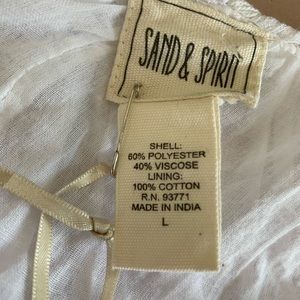 SAND & SPIRIT
SHELL:
60% POLYESTER
40% VISCOSE
LINING:
100% COTTON
R.N. 93771
MADE IN INDIA
L